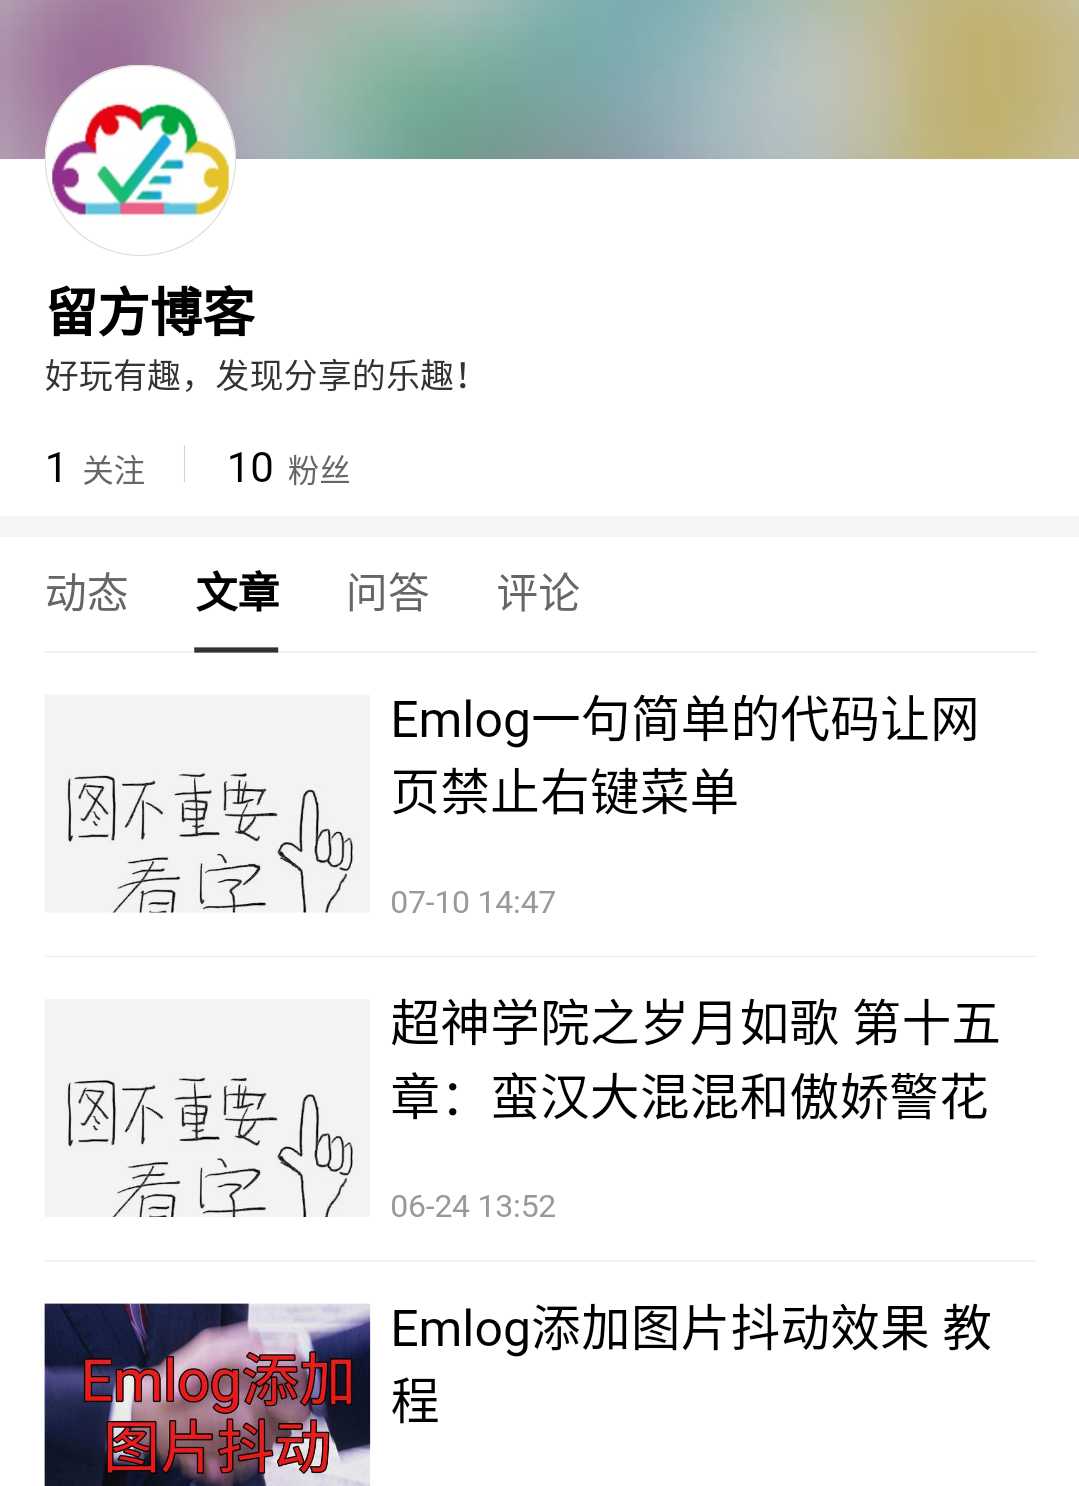 留方博客
好玩有趣，发现分享的乐趣！
1 关注 10 粉丝
动态 文章 问答 评论
图不重要
看字
Emlog一句简单的代码让网
页禁止右键菜单
07-10 14:47
图不重要
看字
超神学院之岁月如歌 第十五
章：蛮汉大混混和傲娇警花
06-24 13:52
Emlog添加
图片抖动
Emlog添加图片抖动效果 教
程